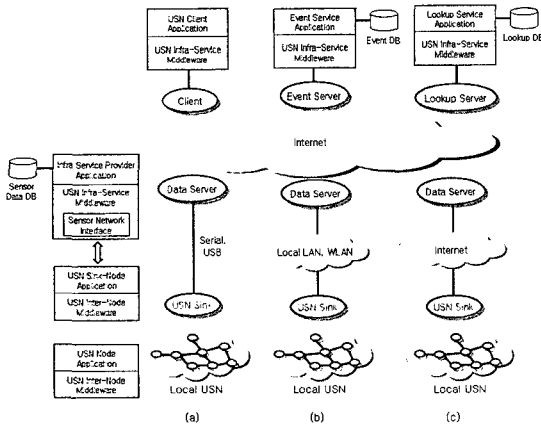 USN Client
Application
USN Infra-Service
Middleware
Client
Event Service
Application
USN Infra-Service
Middleware
Event DB
Event Server
Lookup Service
Application
USN Infra-Service
Middleware
Lookup DB
Lookup Server
Internet
Sensor
Data DB
Infra Service Provider
Application
USN Infra-Service
Middleware
Sensor Network
Interface
Data Server
Data Server
Data Server
Serial,
USB
Local LAN, WLAN
Internet
USN Sink-Node
Application
USN Inter-Node
Middleware
USN Sink
USN Sink
USN Sink
USN Node
Application
USN Inter-Node
Middleware
Local USN
Local USN
Local USN
(a)
(b)
(c)